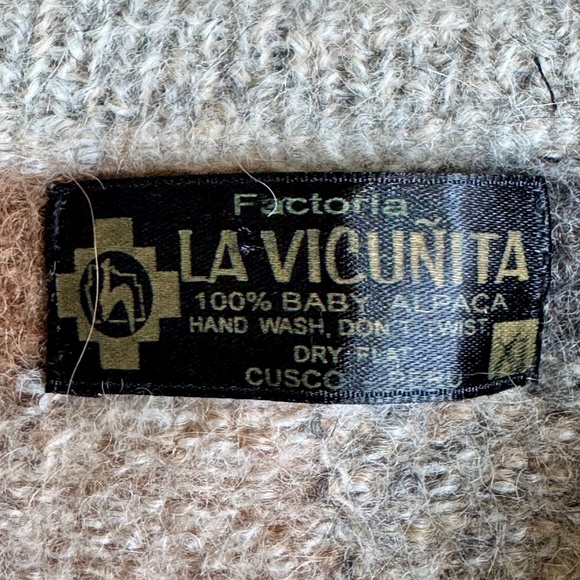 Factoria
LA VICUÑITA
100% BABY ALPACA
HAND WASH, DON'T TWIST
DRY FLAT
CUSCO
XL